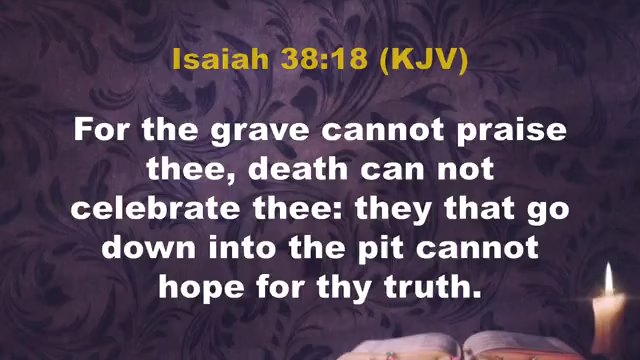 Isaiah 38:18 (KJV)
For the grave cannot praise
thee, death can not
celebrate thee: they that go
down into the pit cannot
hope for thy truth.